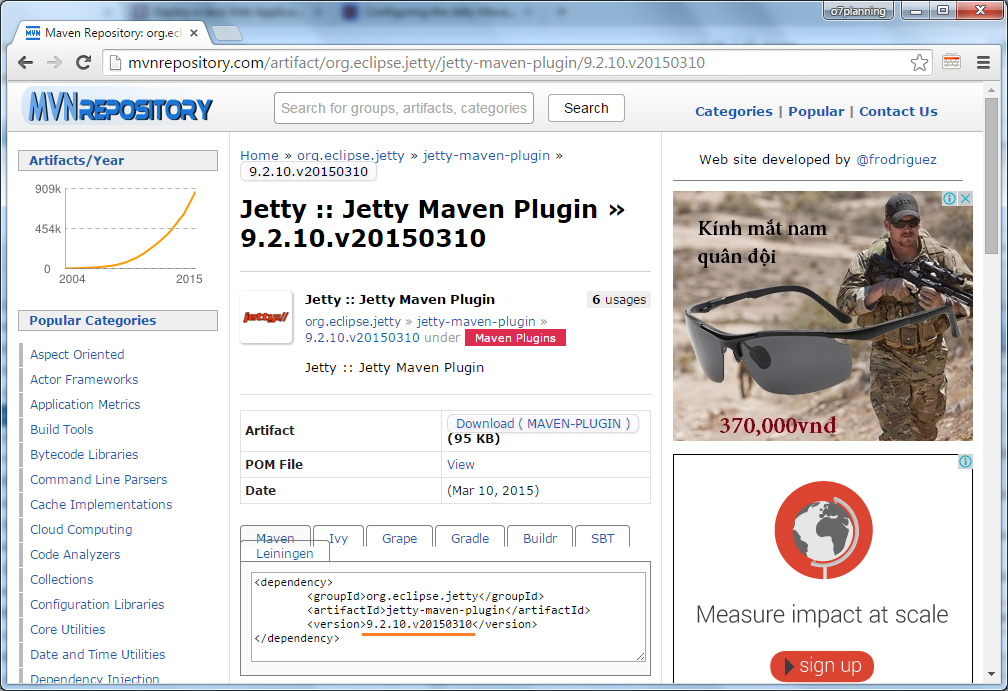 o7planning
Maven Repository: org.ecl
mvnrepository.com/artifact/org.eclipse.jetty/jetty-maven-plugin/9.2.10.v20150310
MVNREPOSITORY
Search for groups, artifacts, categories
Search
Categories | Popular | Contact Us
Artifacts/Year
909k
454k
0
2004
2015
Popular Categories
Aspect Oriented
Actor Frameworks
Application Metrics
Build Tools
Bytecode Libraries
Command Line Parsers
Cache Implementations
Cloud Computing
Code Analyzers
Collections
Configuration Libraries
Core Utilities
Date and Time Utilities
Dependency Injection
Home » org.eclipse.jetty » jetty-maven-plugin »
9.2.10.v20150310
Jetty :: Jetty Maven Plugin »
9.2.10.v20150310
jetty://
Jetty :: Jetty Maven Plugin
6 usages
org.eclipse.jetty » jetty-maven-plugin »
9.2.10.v20150310 under Maven Plugins
Jetty :: Jetty Maven Plugin
Artifact
Download ( MAVEN-PLUGIN )
(95 KB)
POM File
View
Date
(Mar 10, 2015)
Maven
Ivy
Grape
Gradle
Buildr
SBT
Leiningen
<dependency>
<groupId>org.eclipse.jetty</groupId>
<artifactId>jetty-maven-plugin</artifactId>
<version>9.2.10.v20150310</version>
</dependency>
Web site developed by @frodriguez
Kính mắt nam
quân đội
370,000vnđ
Measure impact at scale
sign up